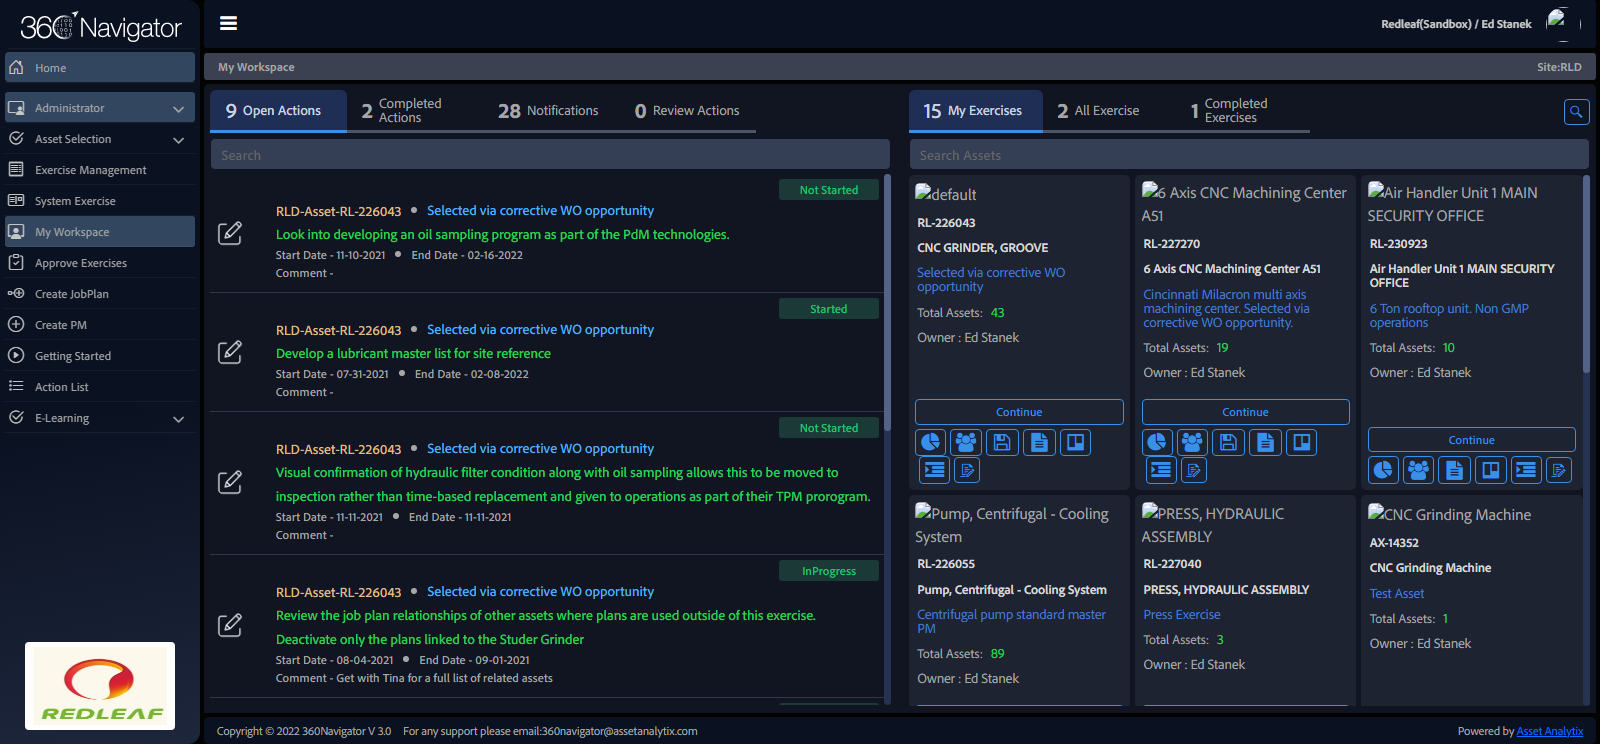 360 Navigator
Redleaf(Sandbox) / Ed Stanek
Home
Administrator
Asset Selection
Exercise Management
System Exercise
My Workspace
Approve Exercises
Create JobPlan
Create PM
Getting Started
Action List
E-Learning
REDLEAF
My Workspace
Site:RLD
9 Open Actions
2 Completed Actions
28 Notifications
0 Review Actions
Search
Not Started
RLD-Asset-RL-226043 • Selected via corrective WO opportunity
Look into developing an oil sampling program as part of the PdM technologies.
Start Date - 11-10-2021 • End Date - 02-16-2022
Comment -
Started
RLD-Asset-RL-226043 • Selected via corrective WO opportunity
Develop a lubricant master list for site reference
Start Date - 07-31-2021 • End Date - 02-08-2022
Comment -
Not Started
RLD-Asset-RL-226043 • Selected via corrective WO opportunity
Visual confirmation of hydraulic filter condition along with oil sampling allows this to be moved to
inspection rather than time-based replacement and given to operations as part of their TPM prorogram.
Start Date - 11-11-2021 • End Date - 11-11-2021
Comment -
InProgress
RLD-Asset-RL-226043 • Selected via corrective WO opportunity
Review the job plan relationships of other assets where plans are used outside of this exercise.
Deactivate only the plans linked to the Studer Grinder
Start Date - 08-04-2021 • End Date - 09-01-2021
Comment - Get with Tina for a full list of related assets
15 My Exercises
2 All Exercise
1 Completed Exercises
Search Assets
default
RL-226043
CNC GRINDER, GROOVE
Selected via corrective WO
opportunity
Total Assets: 43
Owner : Ed Stanek
Continue
6 Axis CNC Machining Center
A51
RL-227270
6 Axis CNC Machining Center A51
Cincinnati Milacron multi axis
machining center. Selected via
corrective WO opportunity.
Total Assets: 19
Owner : Ed Stanek
Continue
Air Handler Unit 1 MAIN
SECURITY OFFICE
RL-230923
Air Handler Unit 1 MAIN SECURITY
OFFICE
6 Ton rooftop unit. Non GMP
operations
Total Assets: 10
Owner : Ed Stanek
Continue
Pump, Centrifugal - Cooling
System
RL-226055
Pump, Centrifugal - Cooling System
Centrifugal pump standard master
PM
Total Assets: 89
Owner : Ed Stanek
PRESS, HYDRAULIC
ASSEMBLY
RL-227040
PRESS, HYDRAULIC ASSEMBLY
Press Exercise
Total Assets: 3
Owner : Ed Stanek
CNC Grinding Machine
AX-14352
CNC Grinding Machine
Test Asset
Total Assets: 1
Owner : Ed Stanek
Copyright © 2022 360Navigator V 3.0 For any support please email:360navigator@assetanalytix.com
Powered by Asset Analytix